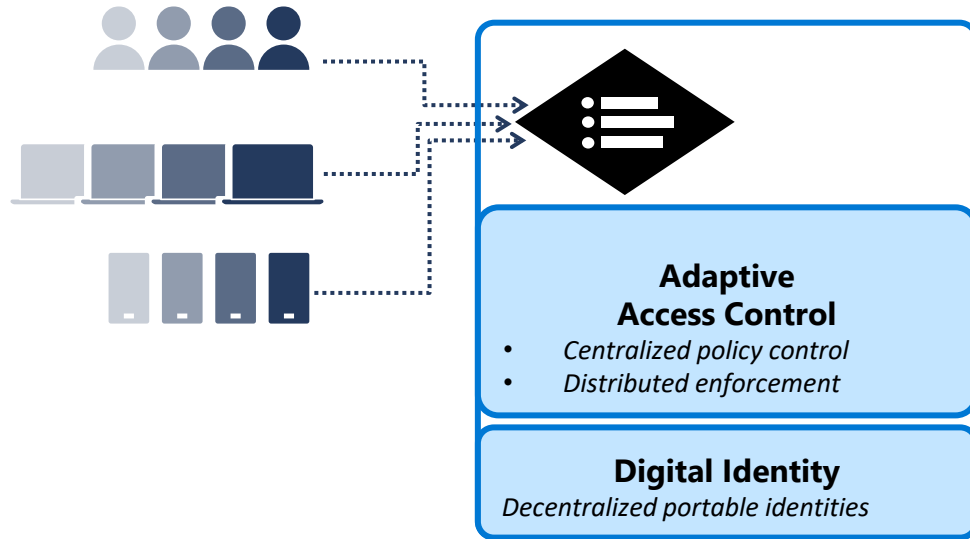 Adaptive
Access Control
• Centralized policy control
• Distributed enforcement
Digital Identity
Decentralized portable identities